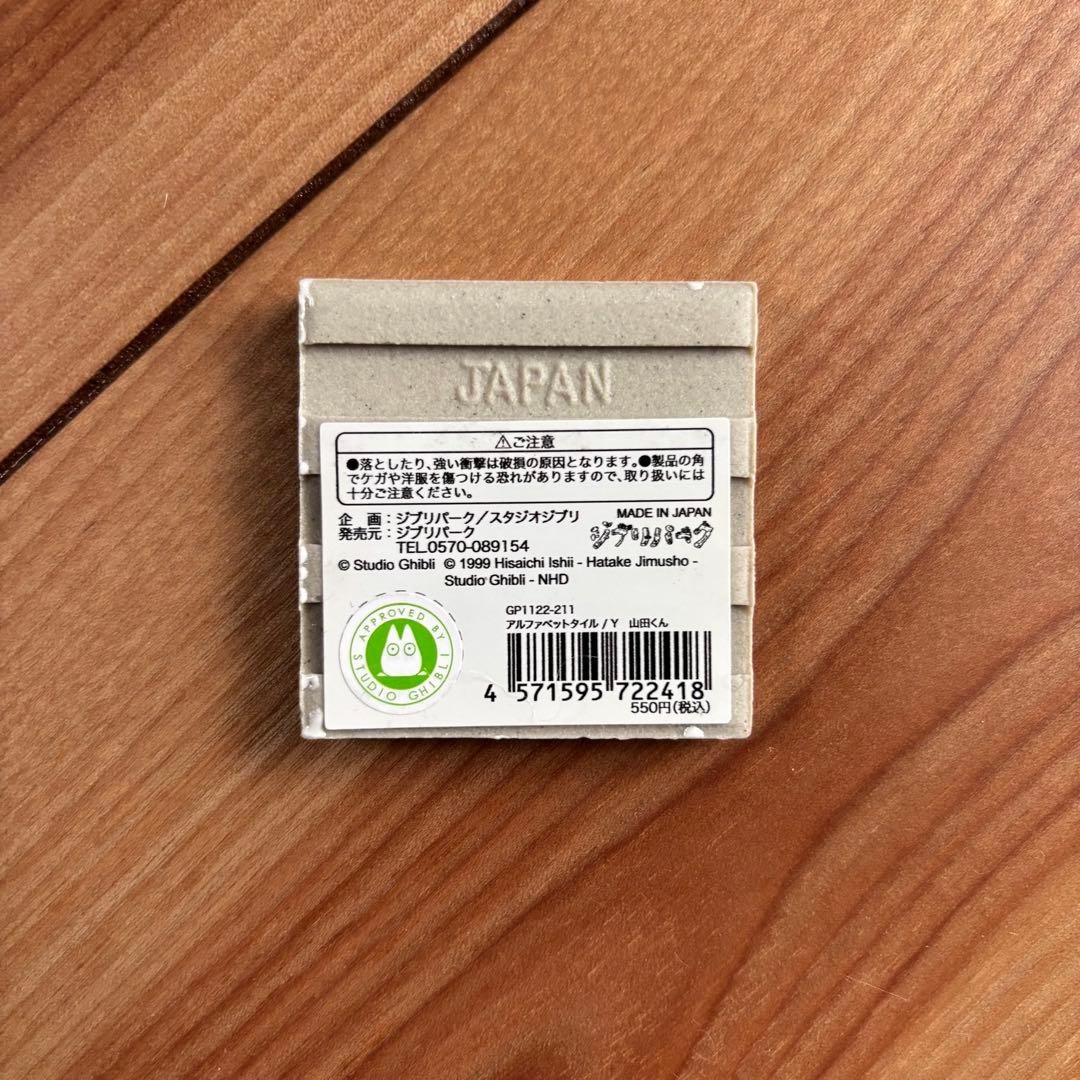 JAPAN
⚠ご注意
●落としたり、強い衝撃は破損の原因となります。●製品の角
でケガや洋服を傷つける恐れがありますので、取り扱いには
十分ご注意ください。
企　画：ジブリパーク／スタジオジブリ
発売元：ジブリパーク
TEL.0570-089154
MADE IN JAPAN
ジブリパーク
© Studio Ghibli © 1999 Hisaichi Ishii - Hatake Jimusho -
Studio Ghibli - NHD
APPROVED BY STUDIO GHIBLI
GP1122-211
アルファベットタイル / Y　山田くん
4 571595 722418
550円(税込)